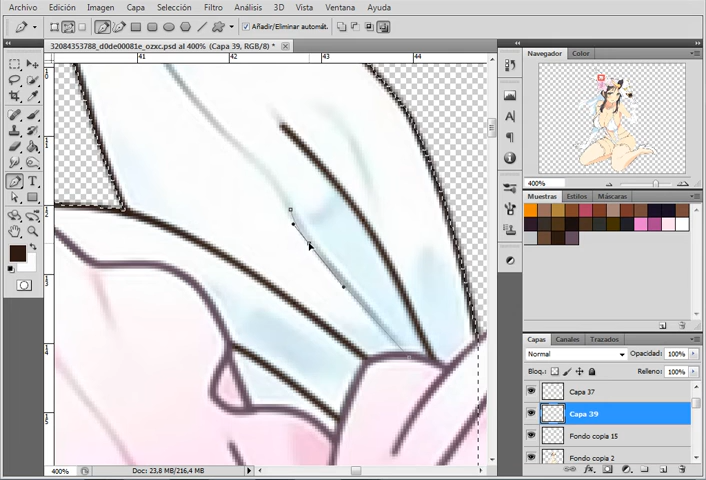 Archivo Edición Imagen Capa Selección Filtro Análisis 3D Vista Ventana Ayuda
Añadir/Eliminar automát.
32084353788_d0de00081e_ozxc.psd al 400% (Capa 39, RGB/8) *
41 42 43 44
Navegador Color
400%
Muestras Estilos Máscaras
Capas Canales Trazados
Normal Opacidad: 100%
Bloq.: Relleno: 100%
Capa 37
Capa 39
Fondo copia 15
Fondo copia 2
400% Doc: 23,8 MB/216,4 MB